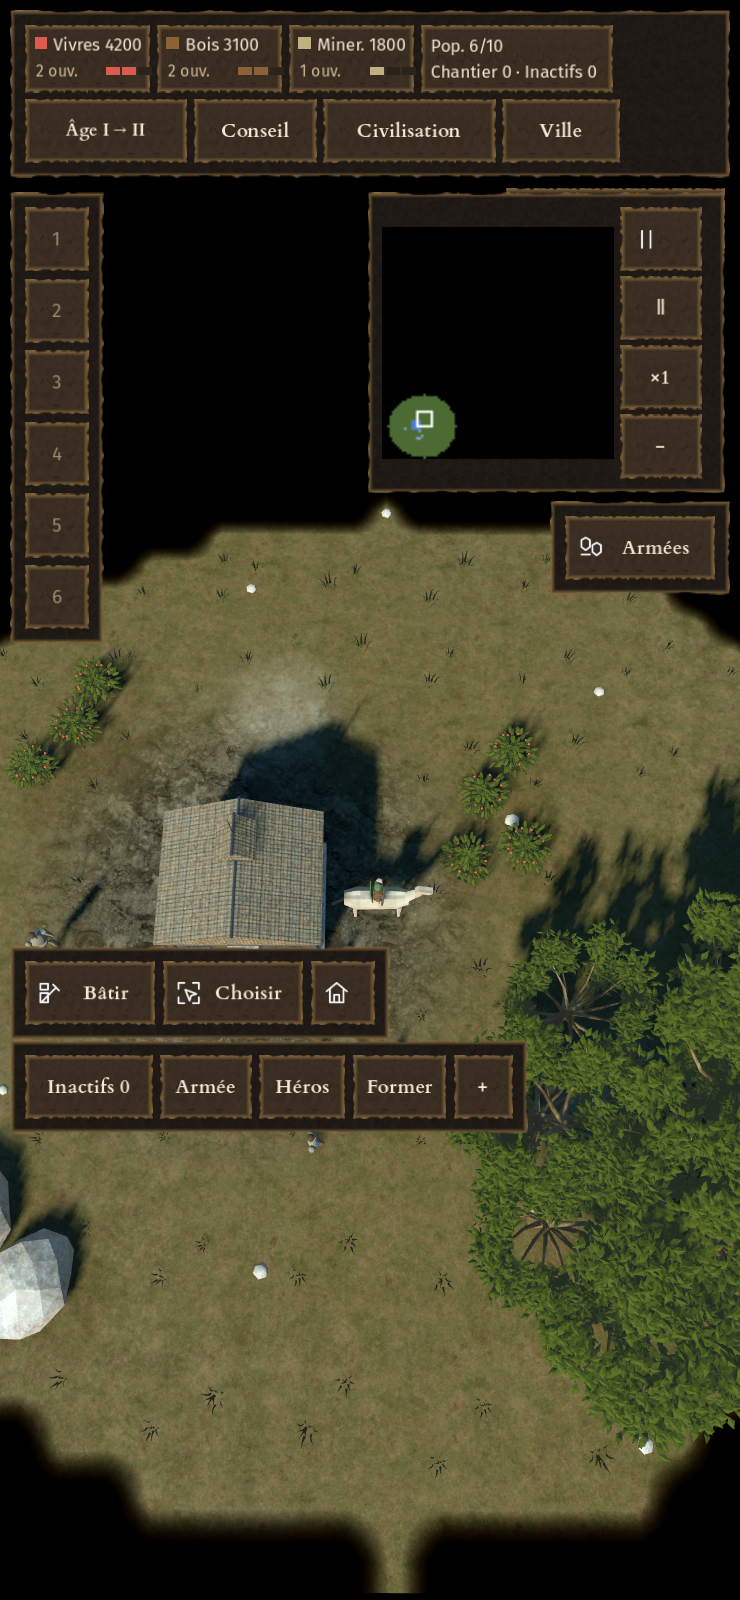 Vivres 4200
2 ouv.
Bois 3100
2 ouv.
Miner. 1800
1 ouv.
Pop. 6/10
Chantier 0 · Inactifs 0
Âge I → II
Conseil
Civilisation
Ville
1
2
3
4
5
6
×1
−
Armées
Bâtir
Choisir
Inactifs 0
Armée
Héros
Former
+